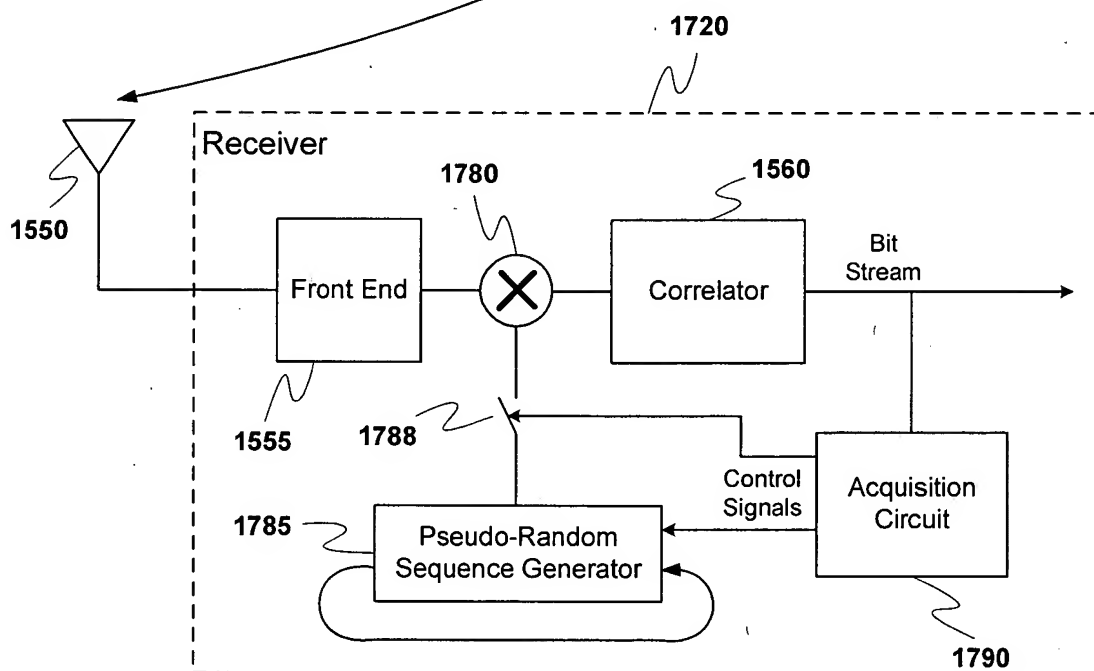 1720
Receiver
1550
1780
1560
Front End
Correlator
Bit
Stream
1555
1788
Control
Signals
Acquisition
Circuit
1785
Pseudo-Random
Sequence Generator
1790